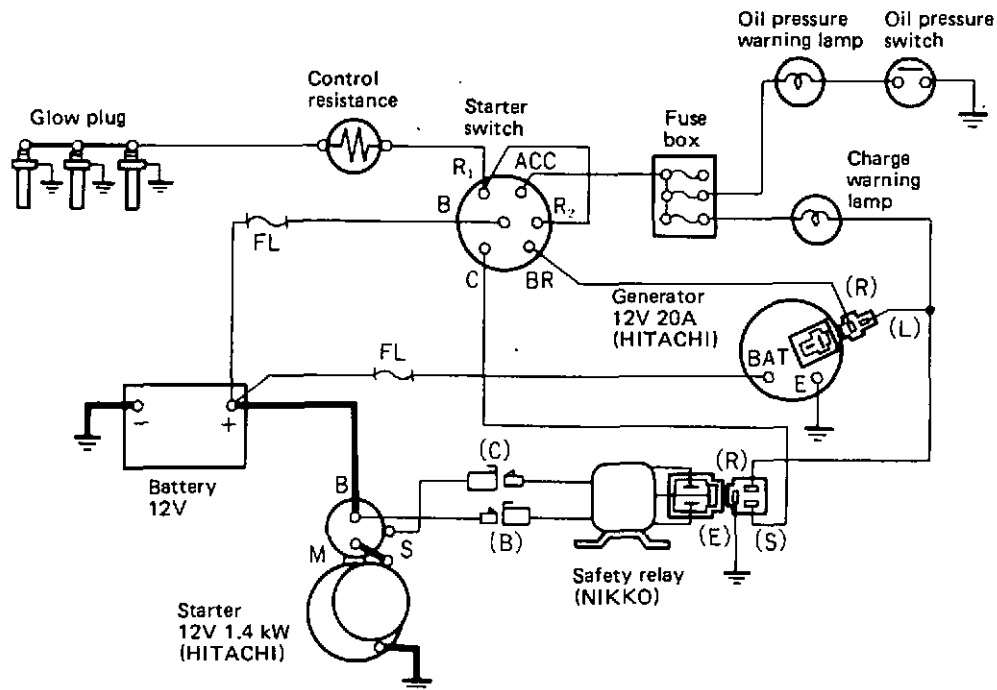 Oil pressure
warning lamp
Oil pressure
switch
Control
resistance
Glow plug
Starter
switch
Fuse
box
Charge
warning
lamp
R₁
ACC
B
R₂
FL
C
BR
Generator
12V 20A
(HITACHI)
(R)
(L)
FL
BAT
E
-
+
Battery
12V
B
(C)
(R)
M
S
(B)
(E)
(S)
Safety relay
(NIKKO)
Starter
12V 1.4 kW
(HITACHI)